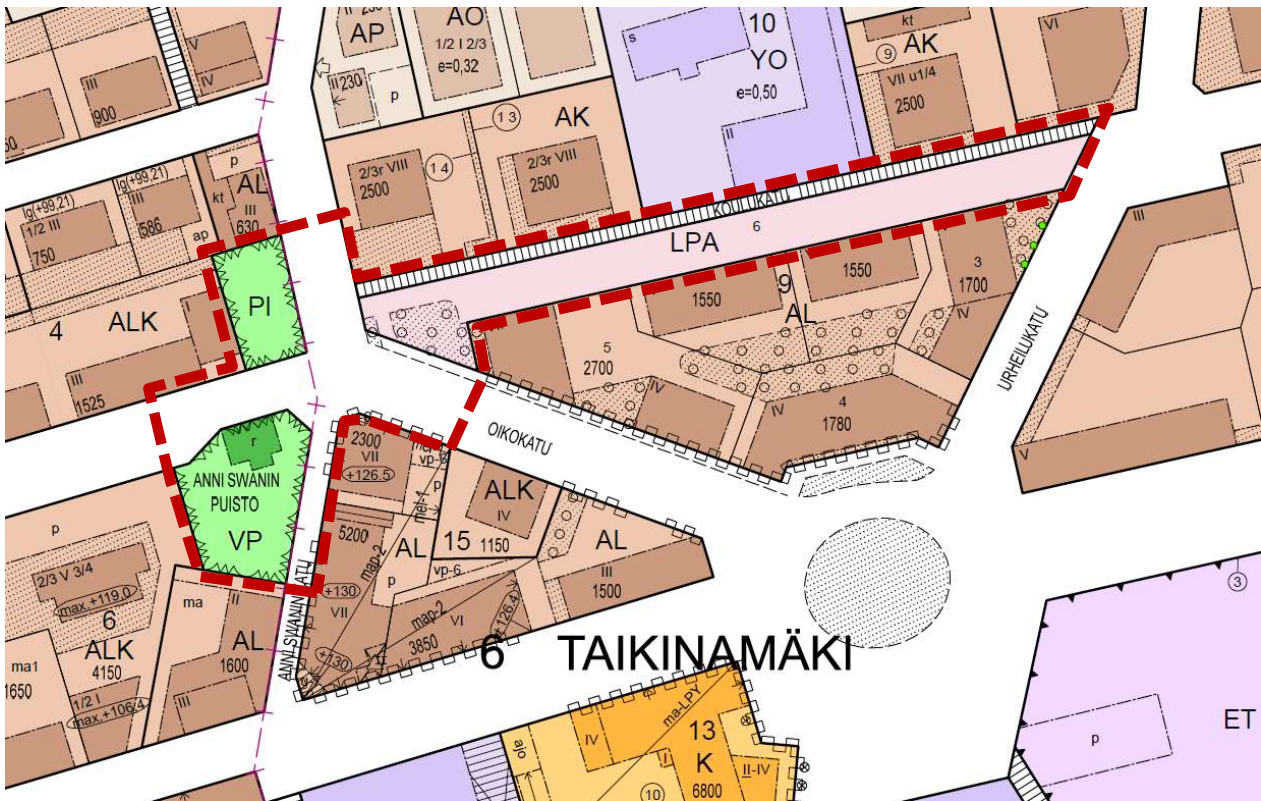 II 230
AP
AO
1/2 I 2/3
e=0,32
II 230
p
s
10
YO
e=0,50
II
kt
9
AK
VII u1/4
2500
VI
V
IV
III
900
13
14
AK
2/3r VIII
2500
2/3r VIII
2500
lg(+99,21)
1/2 III
750
lg(+99,21)
III
586
ap
p
kt
AL
III
630
PI
KOULUKATU
6
LPA
4
ALK
I
III
1525
1550
1550
9
AL
IV
3
1700
IV
5
2700
IV
IV
4
1780
III
URHEILUKATU
V
OIKOKATU
r
ANNI SWANIN
PUISTO
VP
2300
VII
+126.5
vp-6
p
mel-1
ALK
IV
15
1150
AL
vp-6
AL
III
1500
5200
map-2
p
+130
VII
map-2
VI
3850
+130
ANNI SWANIN KATU
p
2/3 V 3/4
max.+119.0
6
ALK
4150
ma1
1650
1/2 I
max.+106.4
ma
II
AL
1600
III
6 TAIKINAMÄKI
ma-LPY
ajo
IV
I
13
K
6800
II-IV
10
3
p
ET